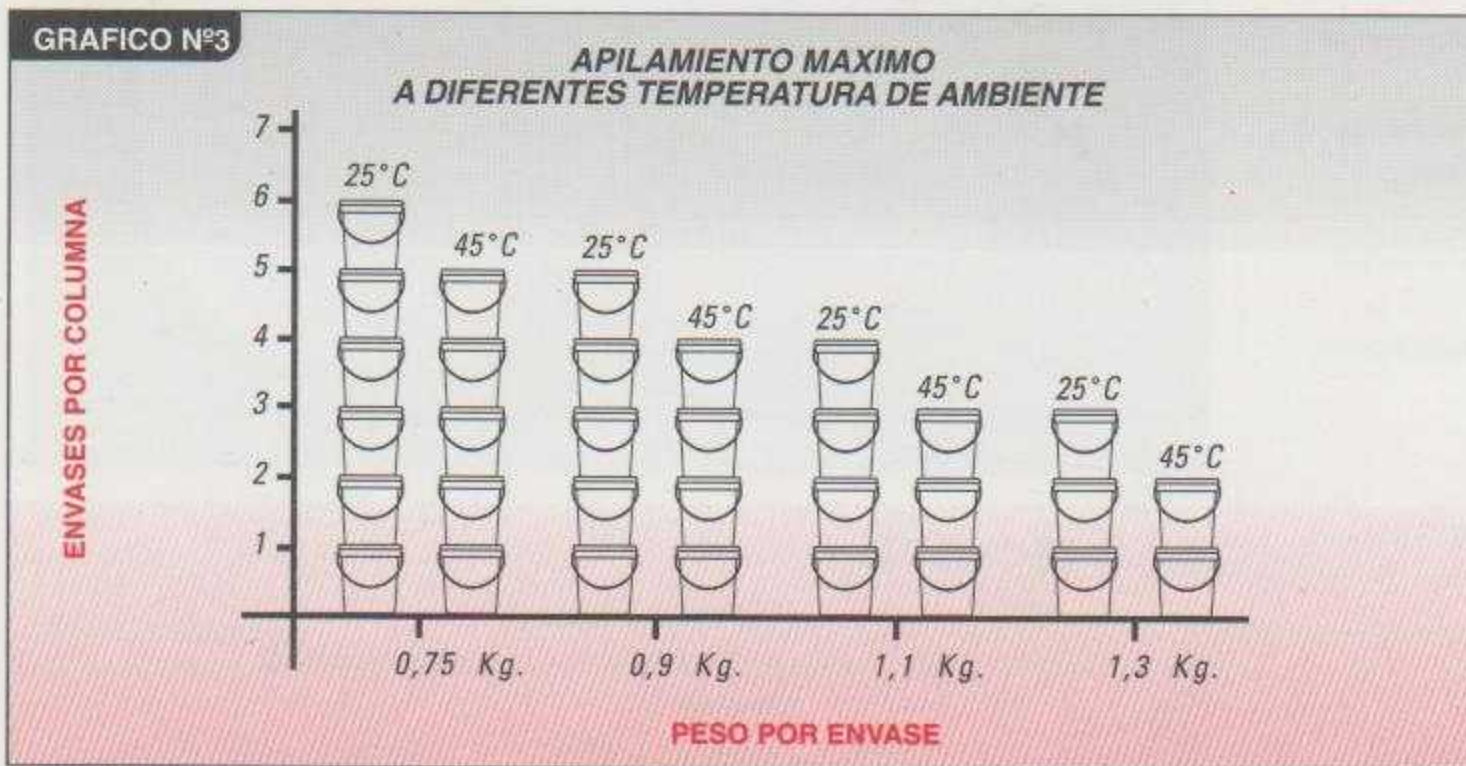 GRAFICO Nº3
APILAMIENTO MAXIMO
A DIFERENTES TEMPERATURA DE AMBIENTE
ENVASES POR COLUMNA
7
6
5
4
3
2
1
25°C
45°C
25°C
45°C
25°C
45°C
25°C
45°C
0,75 Kg.
0,9 Kg.
1,1 Kg.
1,3 Kg.
PESO POR ENVASE